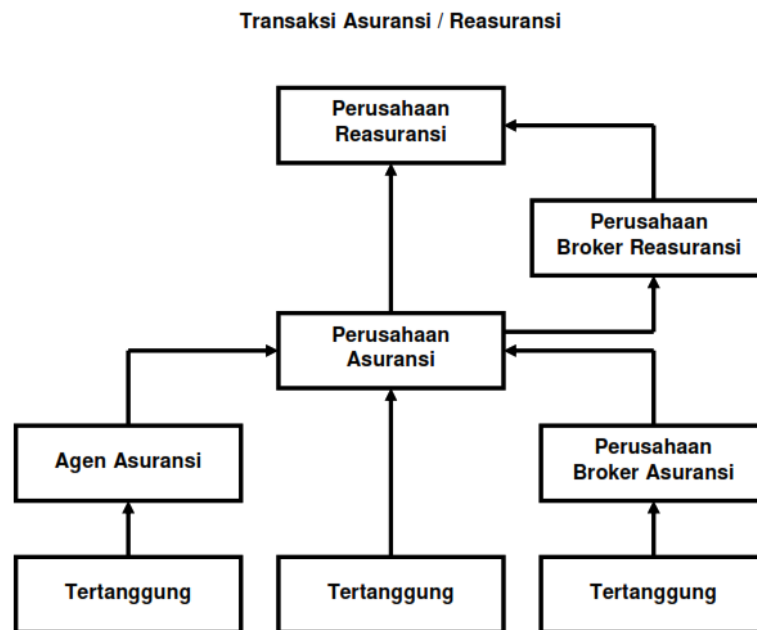 Transaksi Asuransi / Reasuransi
Perusahaan
Reasuransi
Perusahaan
Broker Reasuransi
Perusahaan
Asuransi
Agen Asuransi
Perusahaan
Broker Asuransi
Tertanggung
Tertanggung
Tertanggung